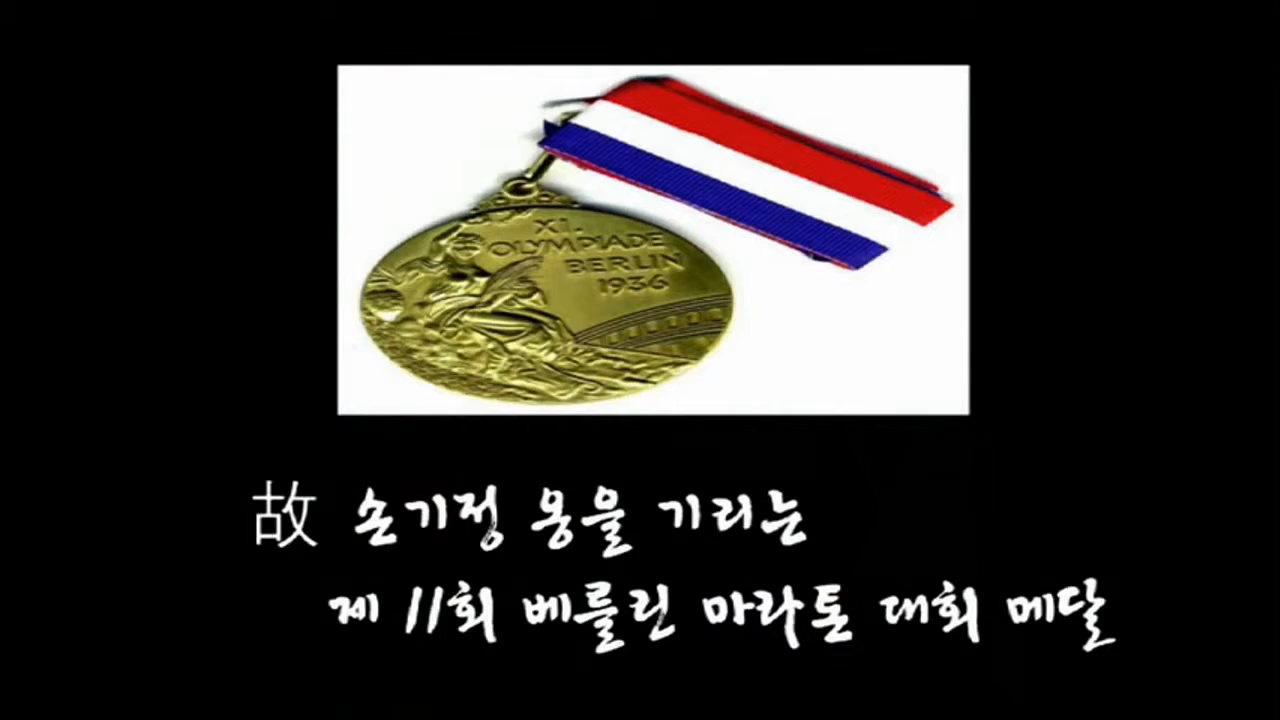 XI.
OLYMPIADE
BERLIN
1936
故 손기정 옹을 기리는
제 11회 베를린 마라톤 대회 메달